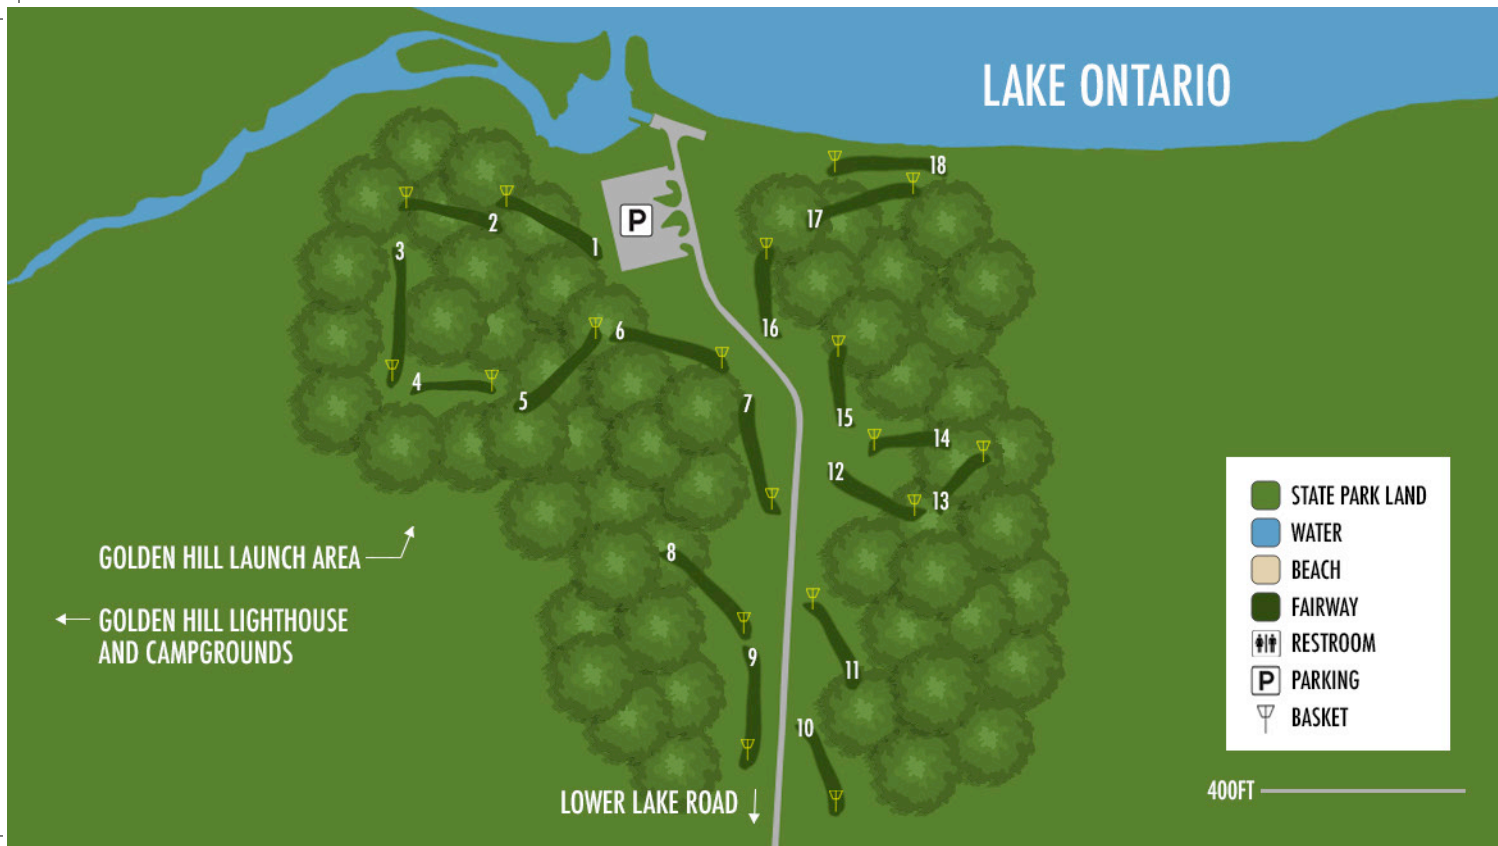 LAKE ONTARIO
18
17
P
2
1
3
16
6
4
5
7
15
14
12
13
8
GOLDEN HILL LAUNCH AREA
GOLDEN HILL LIGHTHOUSE
AND CAMPGROUNDS
9
11
10
LOWER LAKE ROAD
STATE PARK LAND
WATER
BEACH
FAIRWAY
RESTROOM
P PARKING
BASKET
400FT